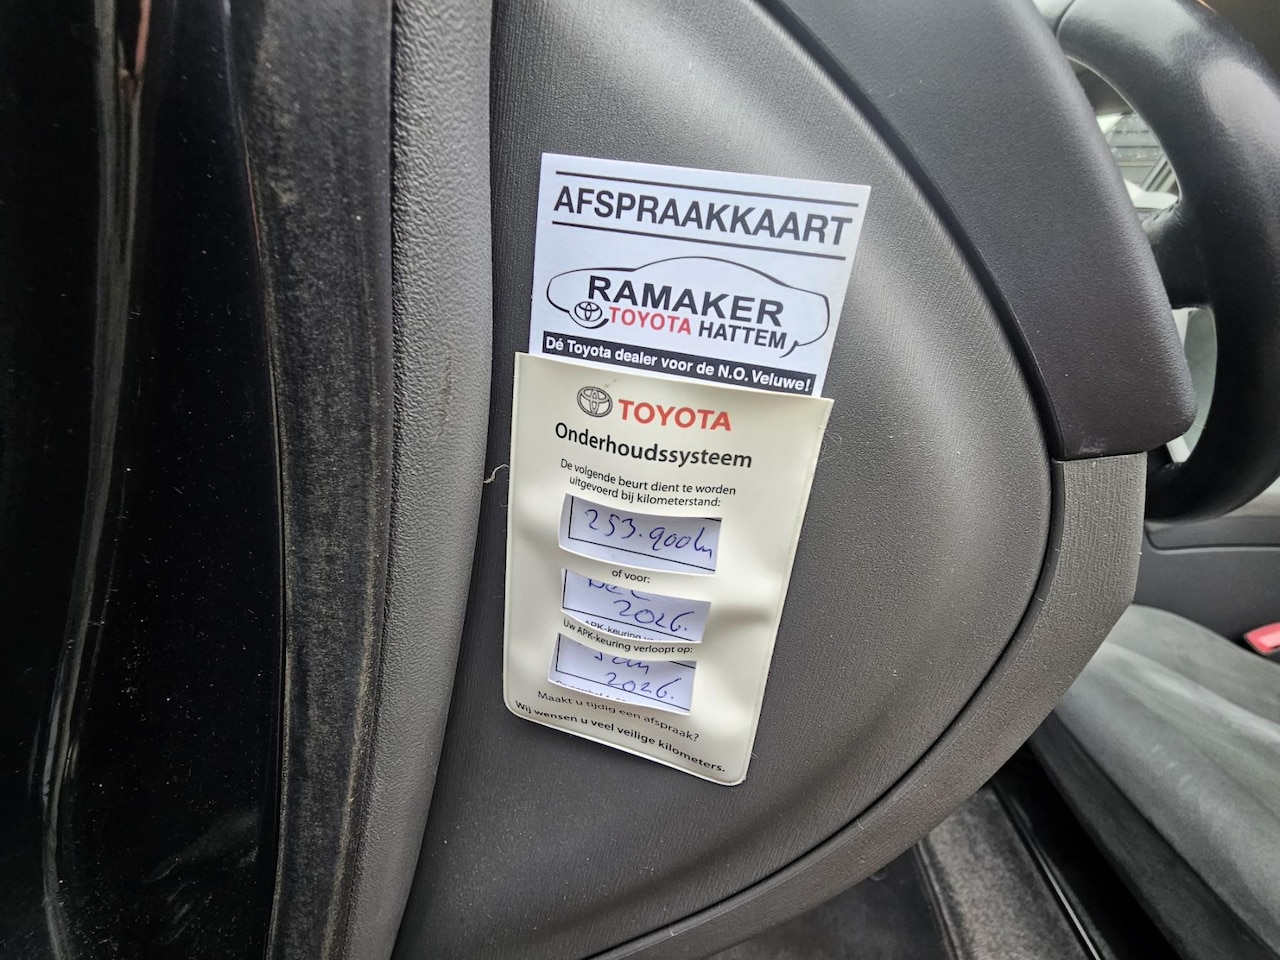 AFSPRAAKKAART
RAMAKER
TOYOTA HATTEM
Dé Toyota dealer voor de N.O. Veluwe!
TOYOTA
Onderhoudssysteem
De volgende beurt dient te worden
uitgevoerd bij kilometerstand:
253.900km
of voor:
2026.
APK-keuring
Uw APK-keuring verloopt op:
2026.
Maakt u tijdig een afspraak?
Wij wensen u veel veilige kilometers.